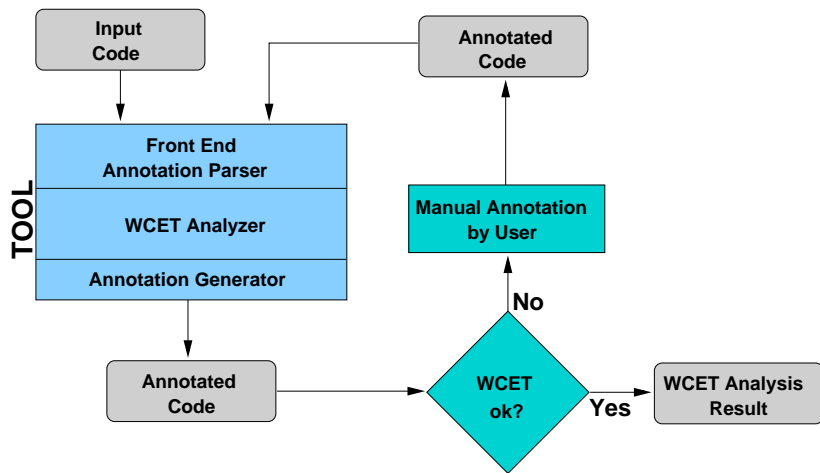 Input
Code
Annotated
Code
TOOL
Front End
Annotation Parser
WCET Analyzer
Annotation Generator
Manual Annotation
by User
No
Annotated
Code
WCET
ok?
Yes
WCET Analysis
Result